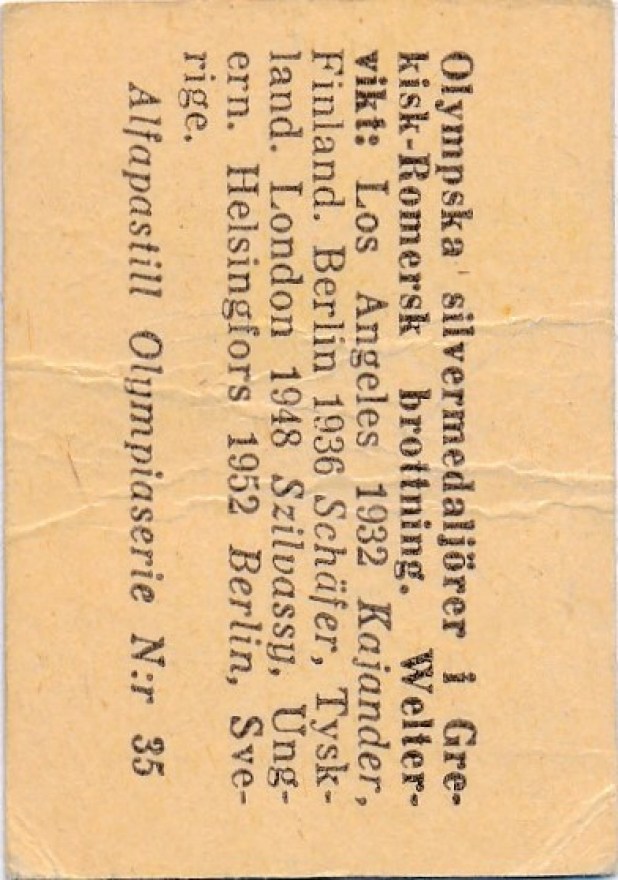 Olympska silvermedaljörer i Gre-
kisk-Romersk brottning. Welter-
vikt: Los Angeles 1932 Kajander,
Finland. Berlin 1936 Schäfer, Tysk-
land. London 1948 Szilvassy, Ung-
ern. Helsingfors 1952 Berlin, Sve-
rige.
Alfapastill Olympiaserie N:r 35